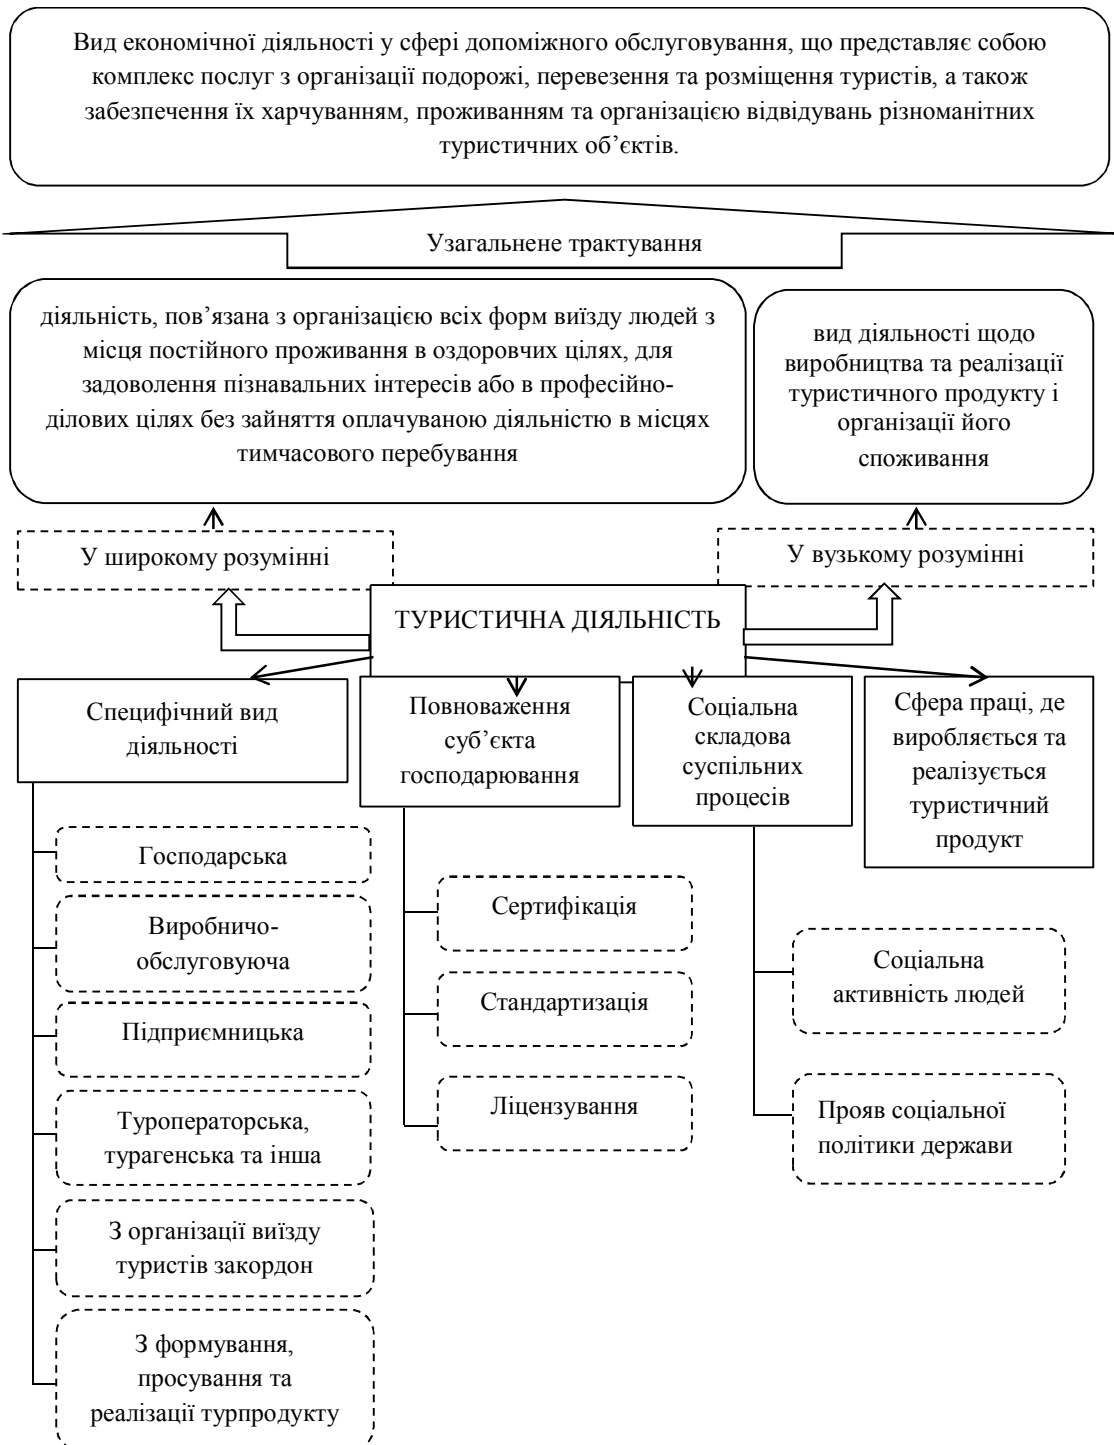 Вид економічної діяльності у сфері допоміжного обслуговування, що представляє собою
комплекс послуг з організації подорожі, перевезення та розміщення туристів, а також
забезпечення їх харчуванням, проживанням та організацією відвідувань різноманітних
туристичних об’єктів.
Узагальнене трактування
діяльність, пов’язана з організацією всіх форм виїзду людей з
місця постійного проживання в оздоровчих цілях, для
задоволення пізнавальних інтересів або в професійно-
ділових цілях без зайняття оплачуваною діяльністю в місцях
тимчасового перебування
вид діяльності щодо
виробництва та реалізації
туристичного продукту і
організації його
споживання
У широкому розумінні
У вузькому розумінні
ТУРИСТИЧНА ДІЯЛЬНІСТЬ
Специфічний вид
діяльності
Повноваження
суб’єкта
господарювання
Соціальна
складова
суспільних
процесів
Сфера праці, де
виробляється та
реалізується
туристичний
продукт
Господарська
Виробничо-
обслуговуюча
Підприємницька
Туроператорська,
турагенська та інша
З організації виїзду
туристів закордон
З формування,
просування та
реалізації турпродукту
Сертифікація
Стандартизація
Ліцензування
Соціальна
активність людей
Прояв соціальної
політики держави